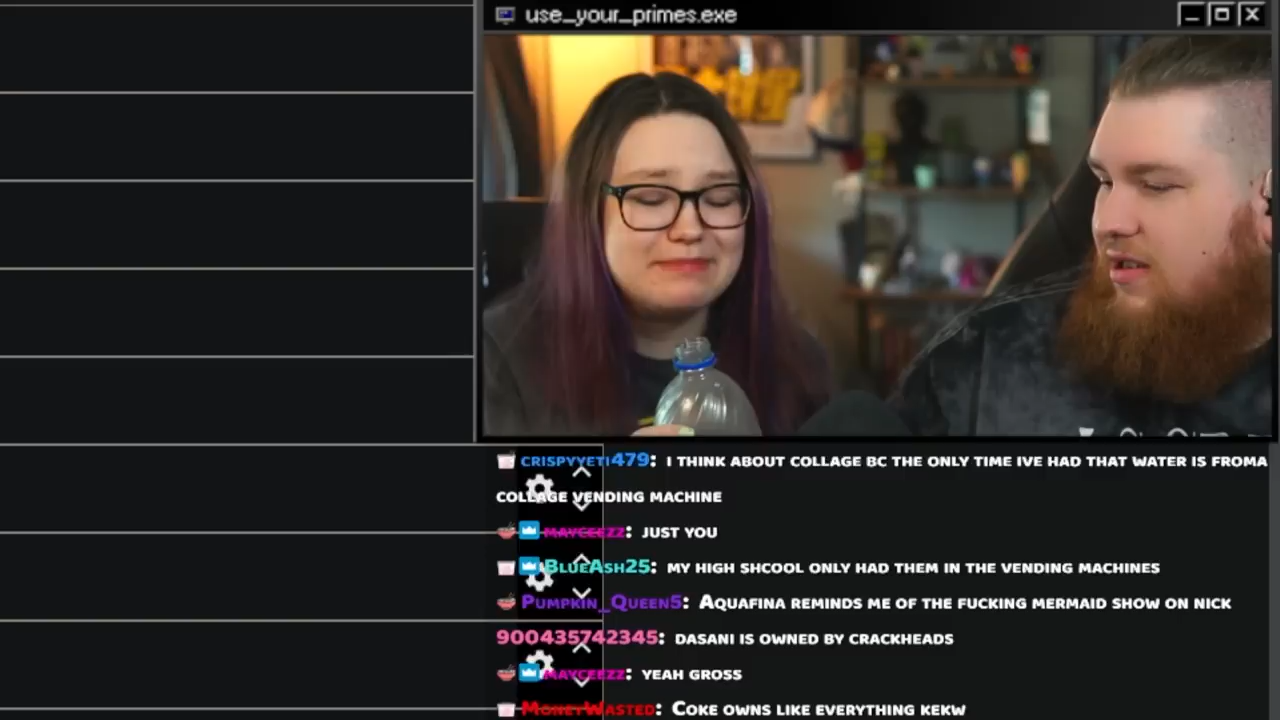 use_your_primes.exe
CRISPYYETI479: I THINK ABOUT COLLAGE BC THE ONLY TIME IVE HAD THAT WATER IS FROMA
COLLAGE VENDING MACHINE
MAYCEEZZ: JUST YOU
BlueAsh25: MY HIGH SHCOOL ONLY HAD THEM IN THE VENDING MACHINES
Pumpkin_Queen5: Aquafina REMINDS ME OF THE FUCKING MERMAID SHOW ON NICK
900435742345: DASANI IS OWNED BY CRACKHEADS
MAYCEEZZ: YEAH GROSS
MoneyWasted: Coke OWNS LIKE EVERYTHING KEKW